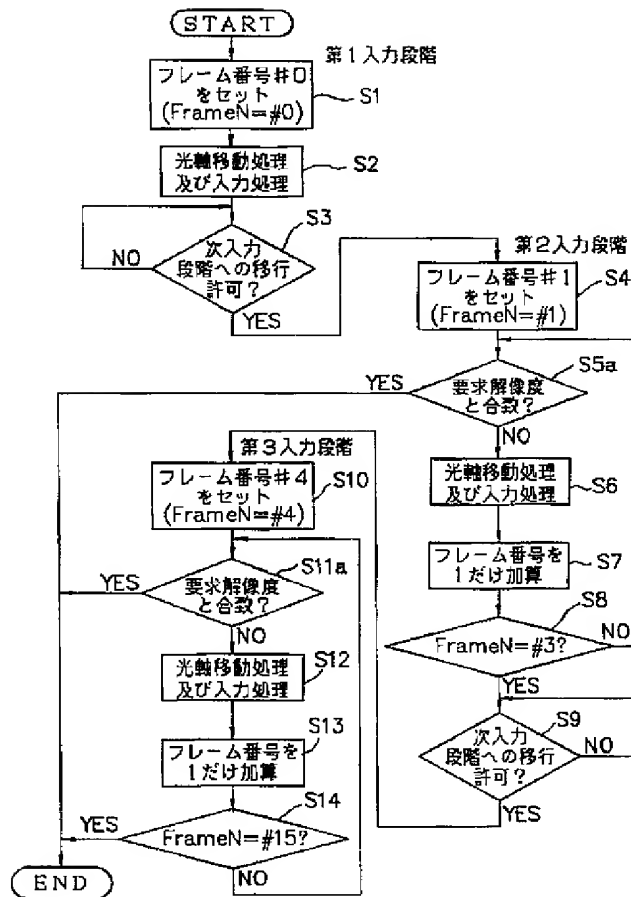 START
第1入力段階
フレーム番号#0
をセット
(FrameN=#0)
S1
光軸移動処理
及び入力処理
S2
S3
次入力
段階への移行
許可?
NO
YES
第2入力段階
フレーム番号#1
をセット
(FrameN=#1)
S4
S5a
要求解像度
と合致?
YES
NO
光軸移動処理
及び入力処理
S6
フレーム番号を
1だけ加算
S7
S8
FrameN=#3?
NO
YES
S9
次入力
段階への移行
許可?
NO
YES
第3入力段階
フレーム番号#4
をセット
(FrameN=#4)
S10
S11a
要求解像度
と合致?
YES
NO
光軸移動処理
及び入力処理
S12
フレーム番号を
1だけ加算
S13
S14
FrameN=#15?
YES
NO
END